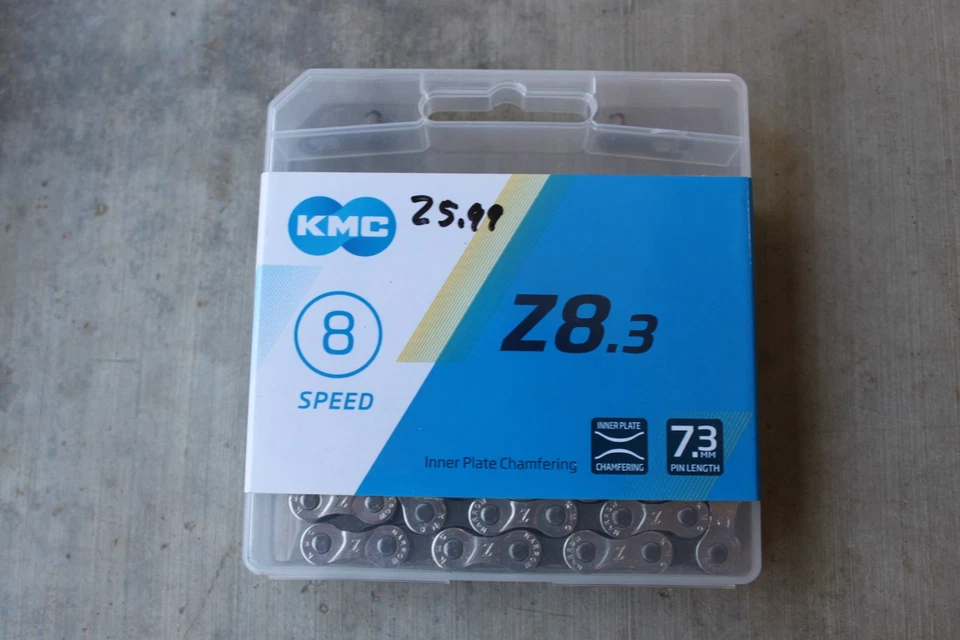 KMC 25.99
8
SPEED
Z8.3
Inner Plate Chamfering
INNER PLATE
CHAMFERING
7.3
MM
PIN LENGTH